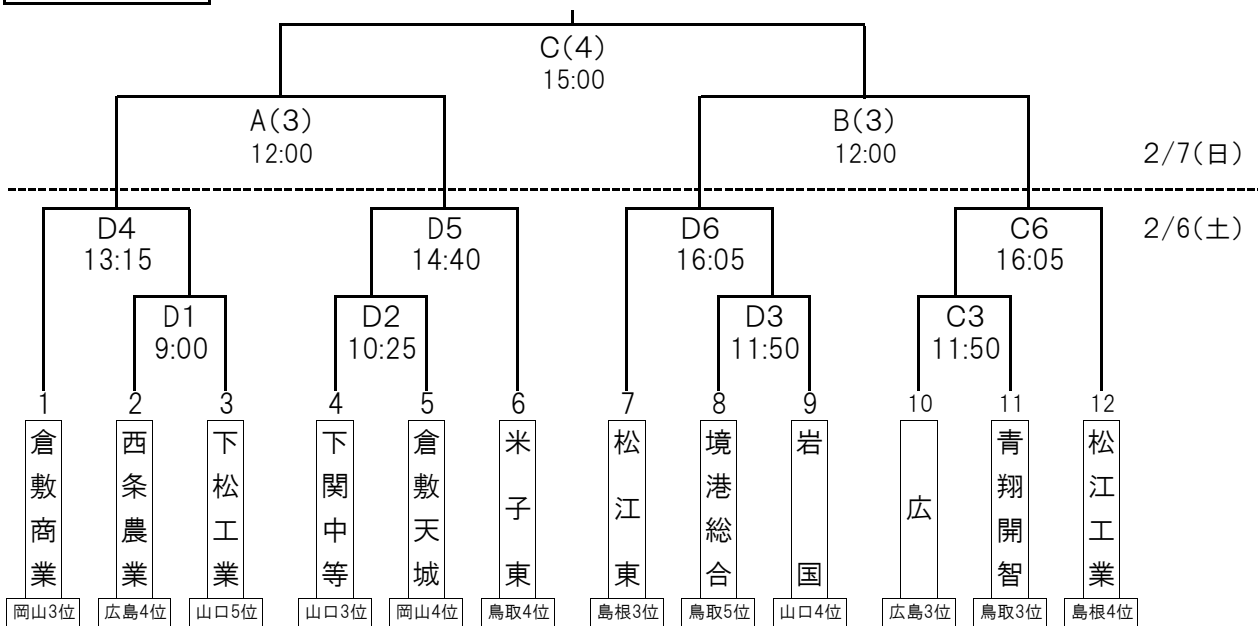 C(4)
15:00
A(3)
12:00
B(3)
12:00
2/7(日)
D4
13:15
D5
14:40
D6
16:05
C6
16:05
2/6(土)
D1
9:00
D2
10:25
D3
11:50
C3
11:50
1
2
3
4
5
6
7
8
9
10
11
12
倉敷商業
西条農業
下松工業
下関中等
倉敷天城
米子東
松江東
境港総合
岩国
広
青翔開智
松江工業
岡山3位
広島4位
山口5位
山口3位
岡山4位
鳥取4位
島根3位
鳥取5位
山口4位
広島3位
鳥取3位
島根4位